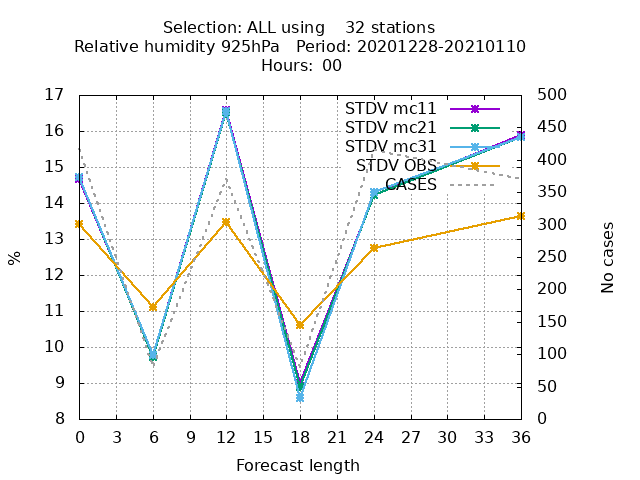 Selection: ALL using    32 stations
Relative humidity 925hPa   Period: 20201228-20210110
Hours: 00
STDV mc11
STDV mc21
STDV mc31
STDV OBS
CASES
17
16
15
14
13
12
11
10
9
8
%
500
450
400
350
300
250
200
150
100
50
0
No cases
0 3 6 9 12 15 18 21 24 27 30 33 36
Forecast length